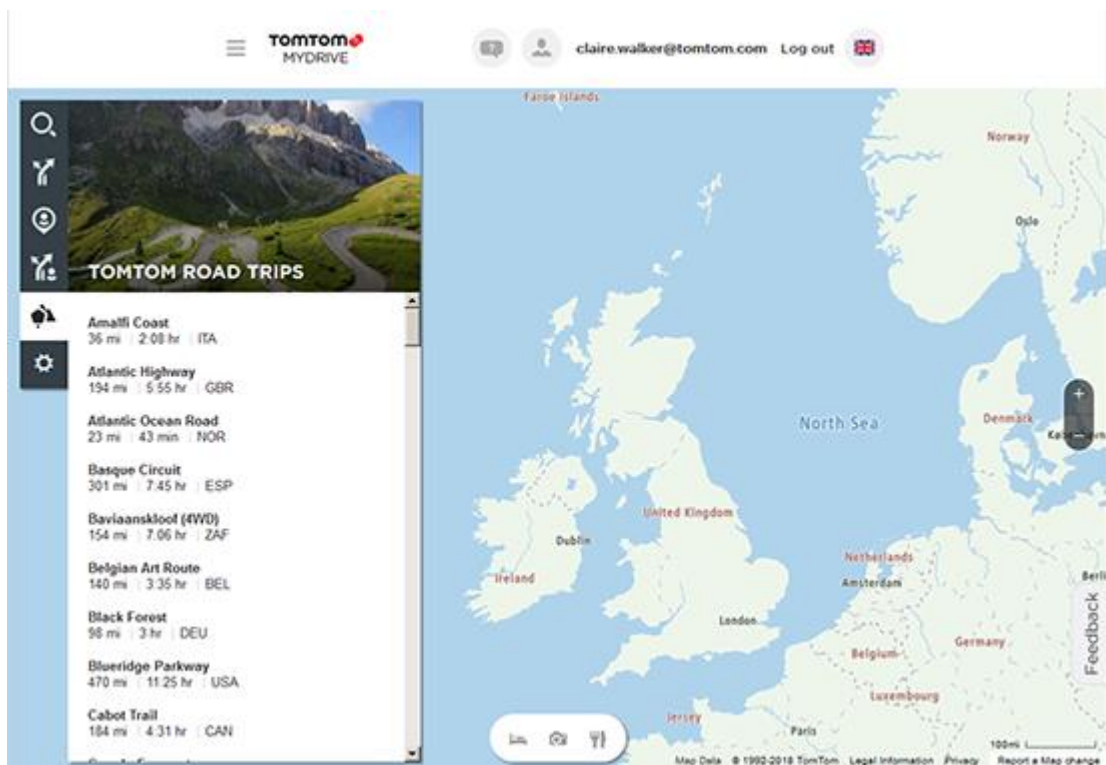 TOMTOM
MYDRIVE
claire.walker@tomtom.com Log out
TOMTOM ROAD TRIPS
Amalfi Coast
36 mi 2:08 hr ITA
Atlantic Highway
194 mi 5:55 hr GBR
Atlantic Ocean Road
23 mi 43 min NOR
Basque Circuit
301 mi 7:45 hr ESP
Baviaanskloof (4WD)
154 mi 7:06 hr ZAF
Belgian Art Route
140 mi 3:35 hr BEL
Black Forest
98 mi 3 hr DEU
Blueridge Parkway
470 mi 11:25 hr USA
Cabot Trail
184 mi 4:31 hr CAN
Faroe Islands
Norway
Oslo
North Sea
Denmark
United Kingdom
Dublin
Ireland
Netherlands
Amsterdam
London
Germany
Belgium
Luxembourg
Jersey
Paris
Feedback
100mi
Map Data © 1992-2018 TomTom Legal Information Privacy Report a Map change